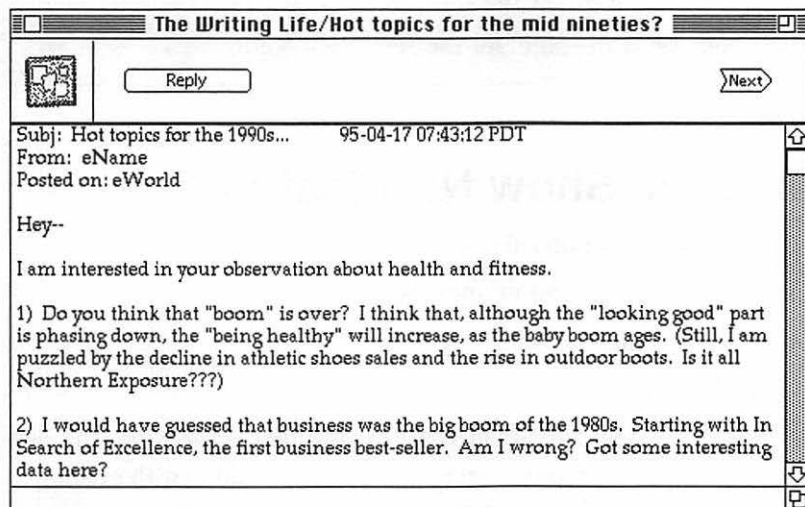 The Writing Life/Hot topics for the mid nineties?
Reply
Next
Subj: Hot topics for the 1990s... 95-04-17 07:43:12 PDT
From: eName
Posted on: eWorld
Hey--
I am interested in your observation about health and fitness.
1) Do you think that "boom" is over? I think that, although the "looking good" part
is phasing down, the "being healthy" will increase, as the baby boom ages. (Still, I am
puzzled by the decline in athletic shoes sales and the rise in outdoor boots. Is it all
Northern Exposure???)
2) I would have guessed that business was the big boom of the 1980s. Starting with In
Search of Excellence, the first business best-seller. Am I wrong? Got some interesting
data here?